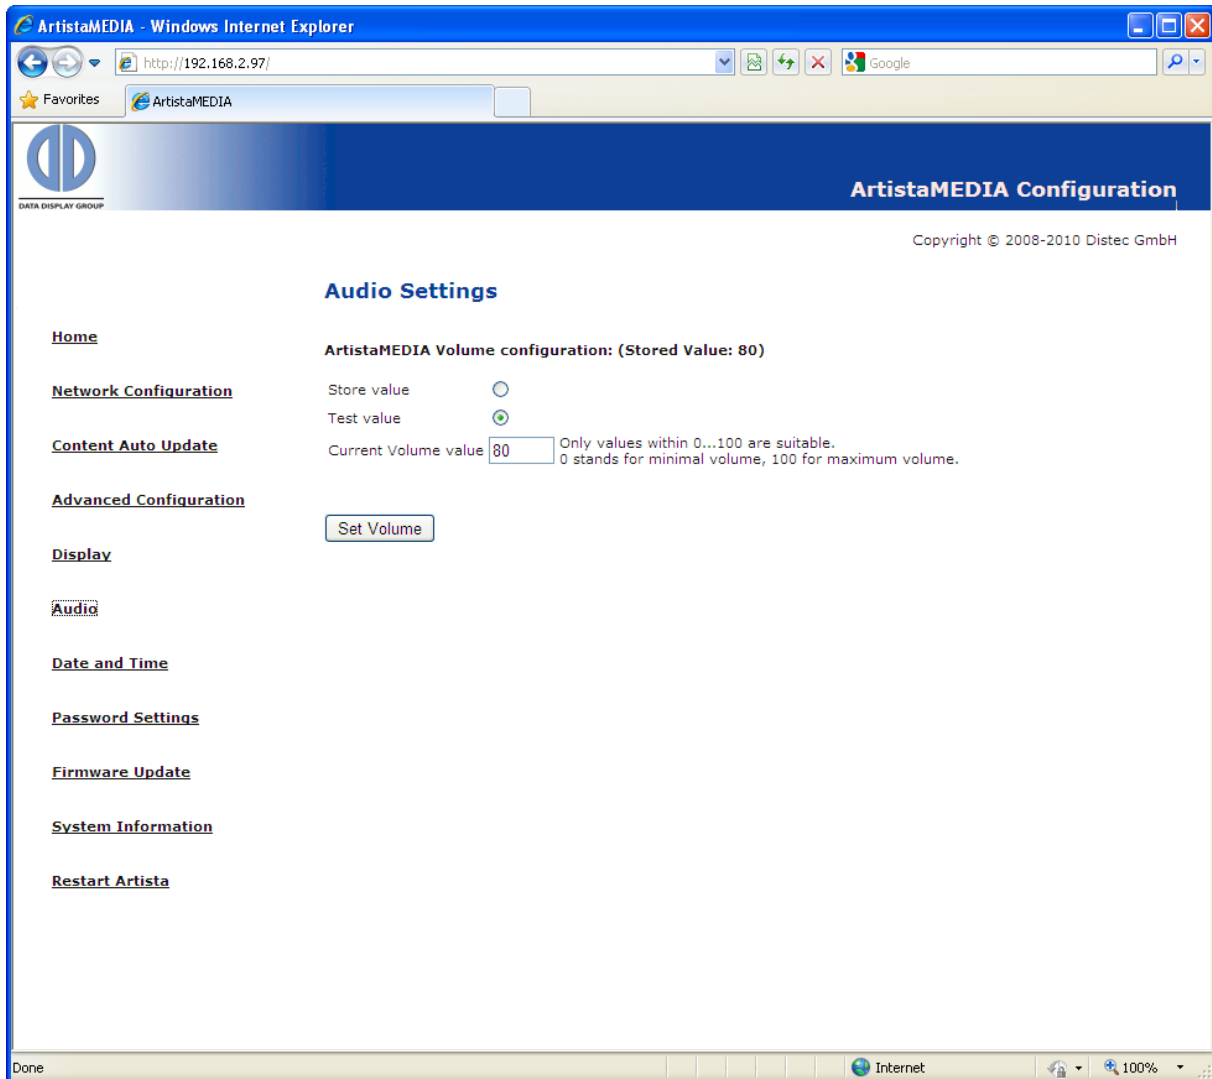 ArtistaMEDIA - Windows Internet Explorer
http://192.168.2.97/
Google
Favorites
ArtistaMEDIA
DATA DISPLAY GROUP
ArtistaMEDIA Configuration
Copyright © 2008-2010 Distec GmbH
Audio Settings
Home
Network Configuration
Content Auto Update
Advanced Configuration
Display
Audio
Date and Time
Password Settings
Firmware Update
System Information
Restart Artista
ArtistaMEDIA Volume configuration: (Stored Value: 80)
Store value
Test value
Current Volume value 80 Only values within 0...100 are suitable.
0 stands for minimal volume, 100 for maximum volume.
Set Volume
Done
Internet
100%